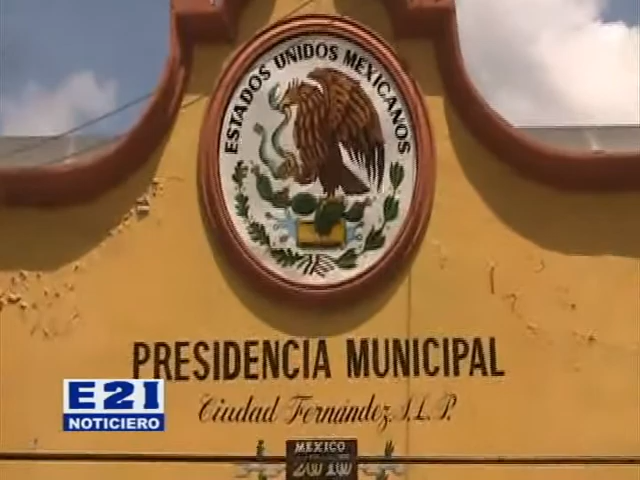 ESTADOS UNIDOS MEXICANOS
PRESIDENCIA MUNICIPAL
Ciudad Fernández, S.L.P.
E21
NOTICIERO
MEXICO
2010